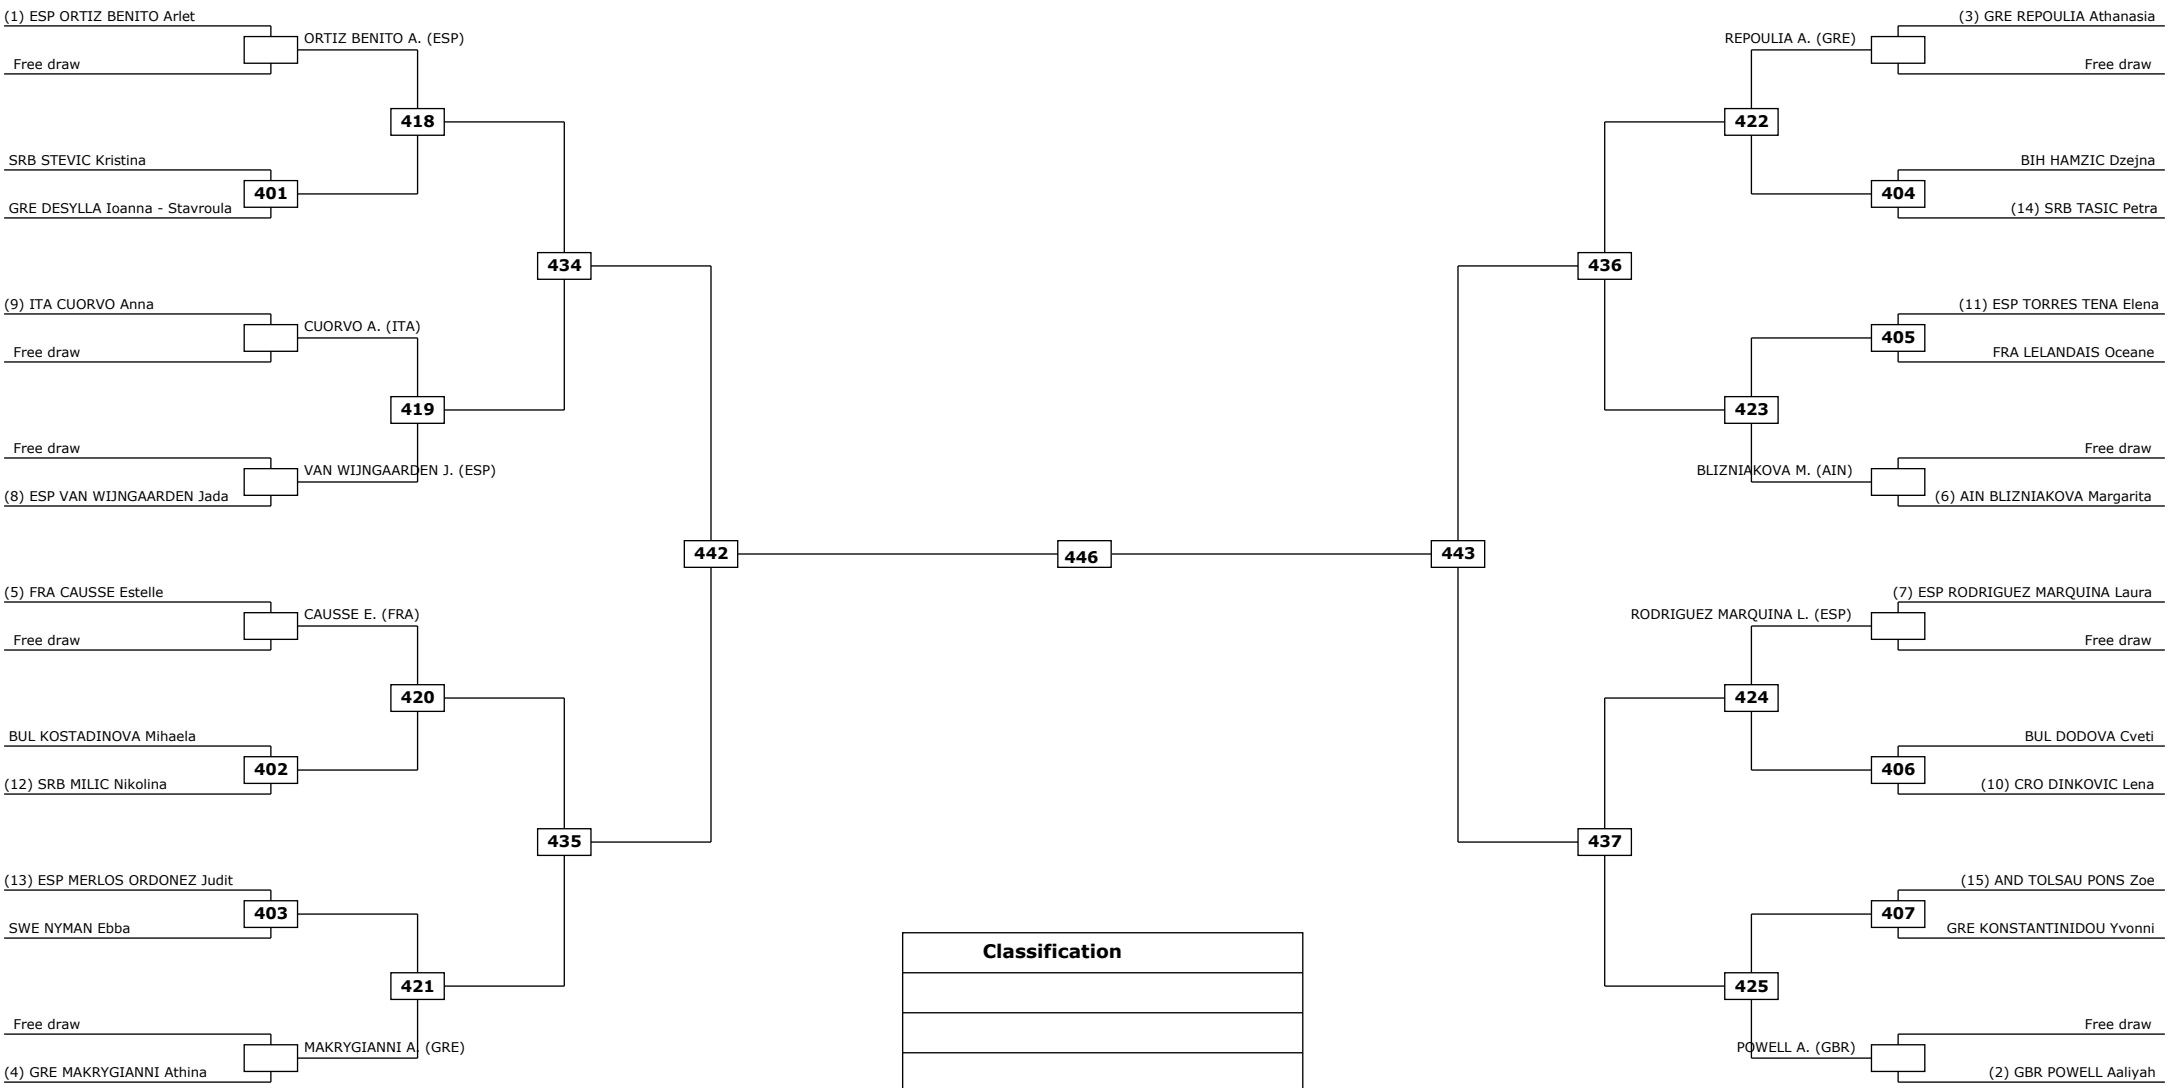 (1) ESP ORTIZ BENITO Arlet
ORTIZ BENITO A. (ESP)
Free draw
418
SRB STEVIC Kristina
401
GRE DESYLLA Ioanna - Stavroula
434
(9) ITA CUORVO Anna
CUORVO A. (ITA)
Free draw
419
Free draw
VAN WIJNGAARDEN J. (ESP)
(8) ESP VAN WIJNGAARDEN Jada
442
(5) FRA CAUSSE Estelle
CAUSSE E. (FRA)
Free draw
420
BUL KOSTADINOVA Mihaela
402
(12) SRB MILIC Nikolina
435
(13) ESP MERLOS ORDONEZ Judit
403
SWE NYMAN Ebba
421
Free draw
MAKRYGIANNI A. (GRE)
(4) GRE MAKRYGIANNI Athina
446
Classification
(3) GRE REPOULIA Athanasia
REPOULIA A. (GRE)
Free draw
422
BIH HAMZIC Dzejna
404
(14) SRB TASIC Petra
436
(11) ESP TORRES TENA Elena
405
FRA LELANDAIS Oceane
423
Free draw
BLIZNIAKOVA M. (AIN)
(6) AIN BLIZNIAKOVA Margarita
443
(7) ESP RODRIGUEZ MARQUINA Laura
RODRIGUEZ MARQUINA L. (ESP)
Free draw
424
BUL DODOVA Cveti
406
(10) CRO DINKOVIC Lena
437
(15) AND TOLSAU PONS Zoe
407
GRE KONSTANTINIDOU Yvonni
425
Free draw
POWELL A. (GBR)
(2) GBR POWELL Aaliyah